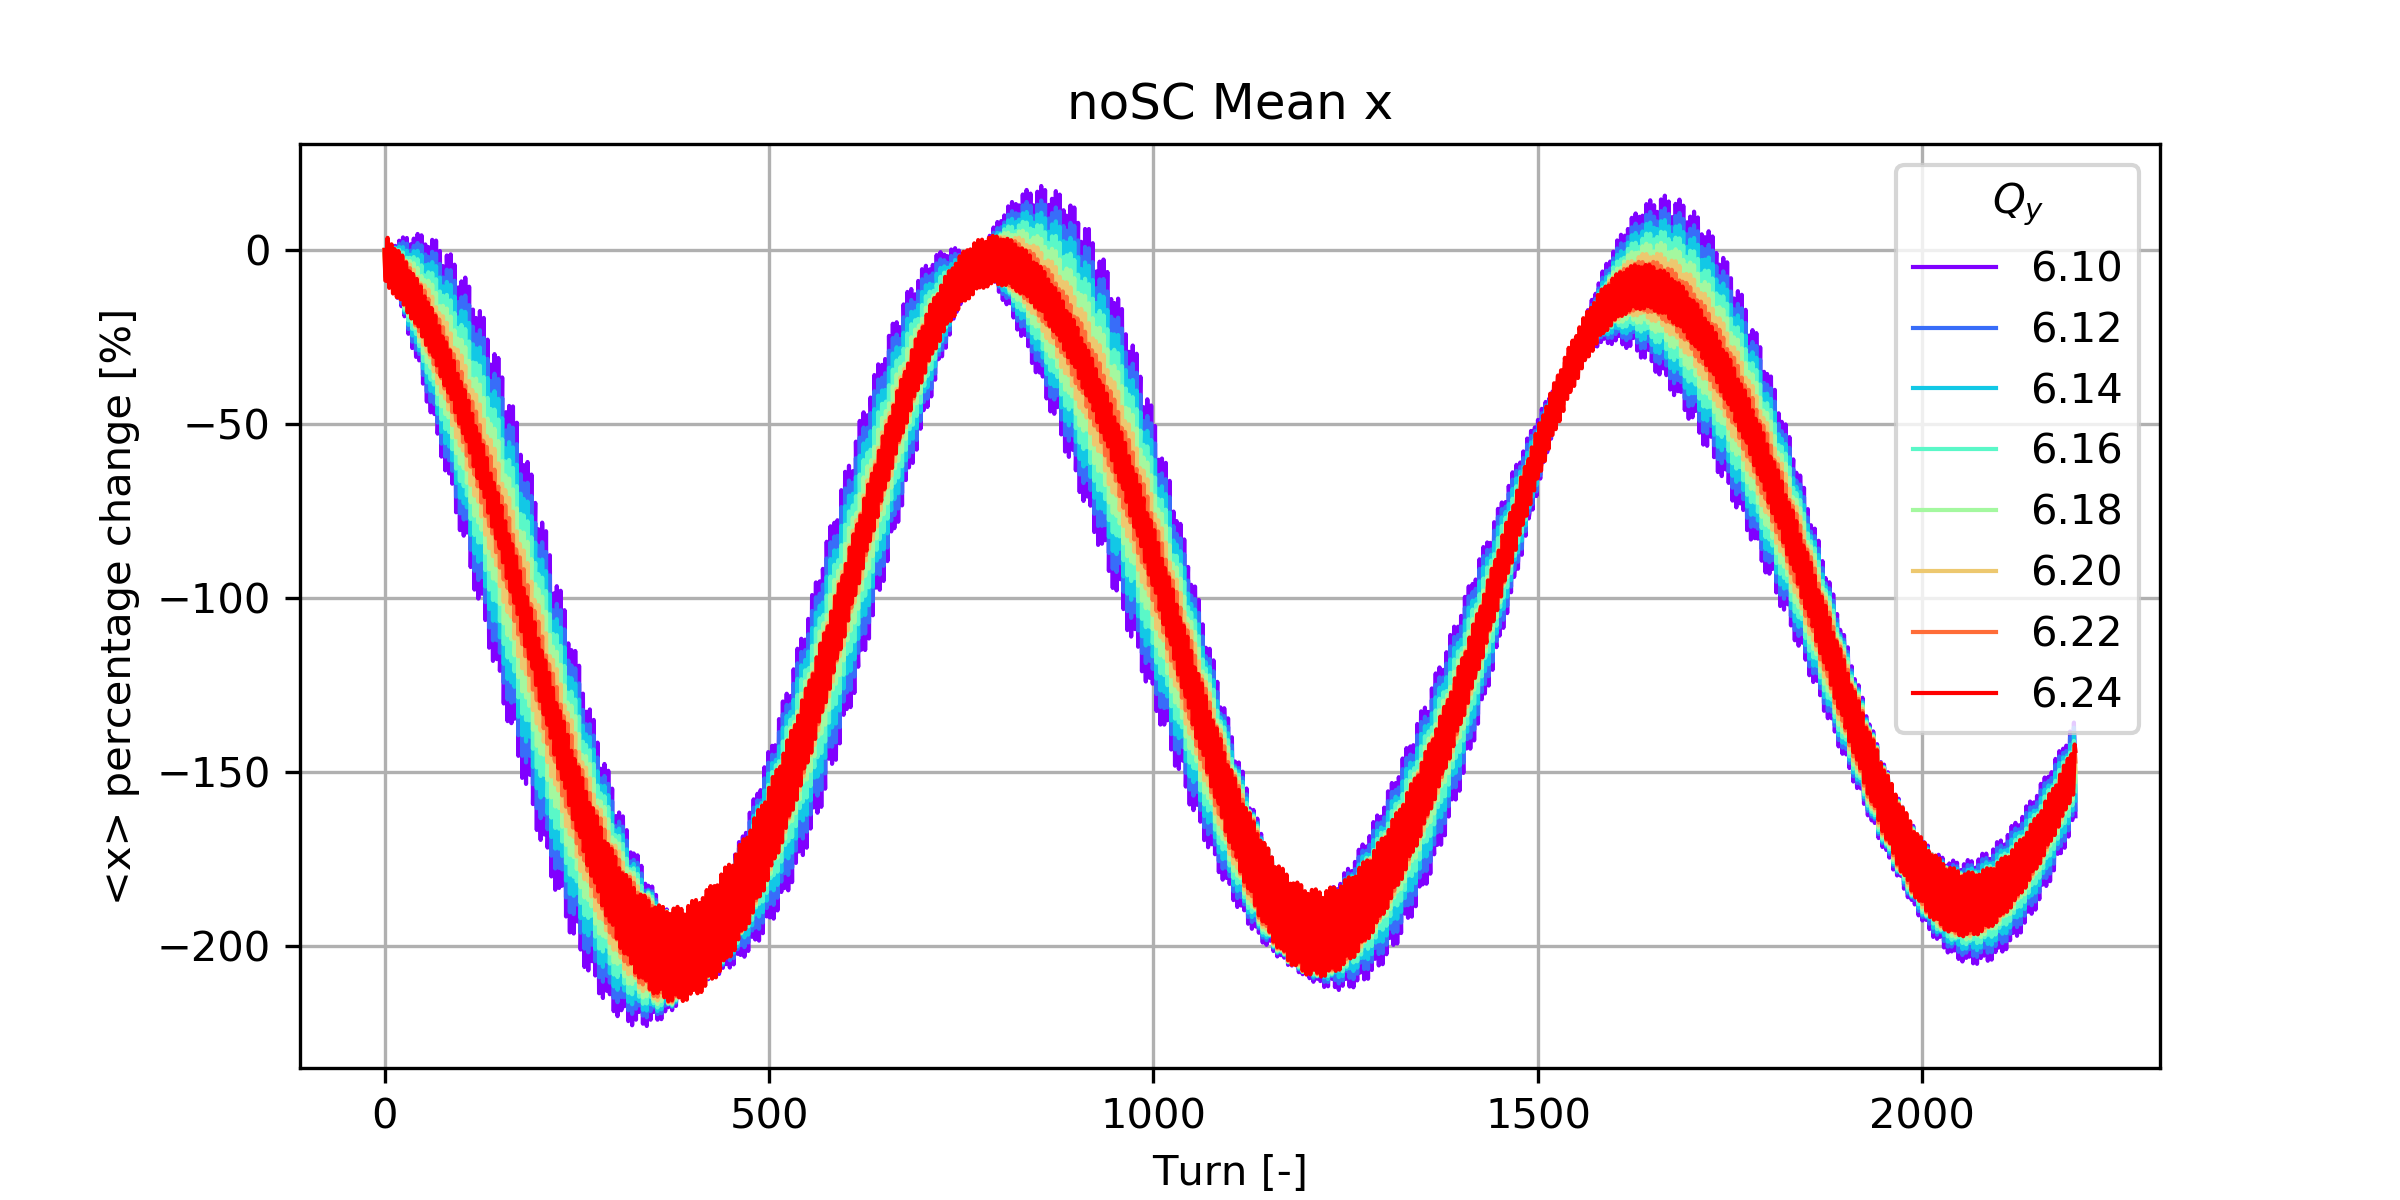 noSC Mean x
<x> percentage change [%]
0
−50
−100
−150
−200
Q_y
6.10
6.12
6.14
6.16
6.18
6.20
6.22
6.24
0 500 1000 1500 2000
Turn [-]